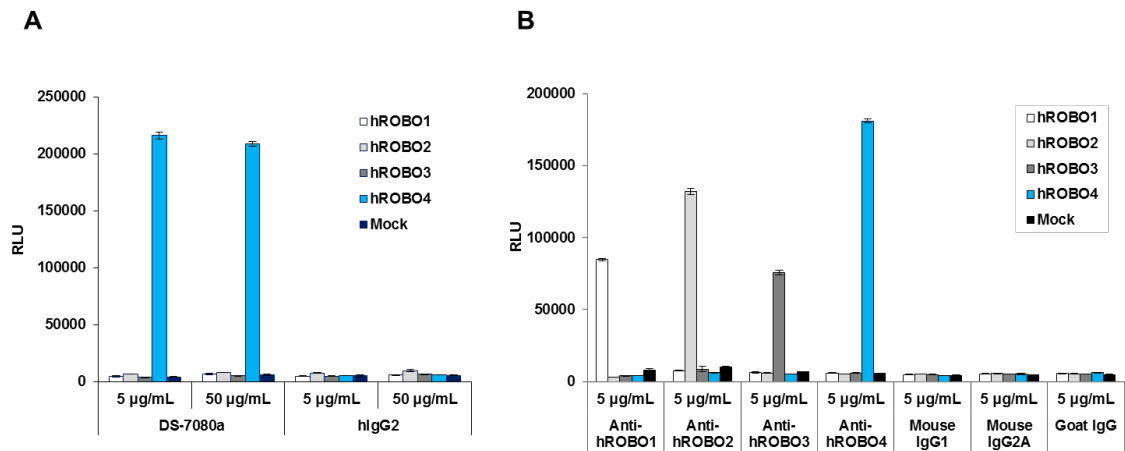 A
250000
200000
150000
100000
50000
0
RLU
hROBO1
hROBO2
hROBO3
hROBO4
Mock
5 µg/mL 50 µg/mL 5 µg/mL 50 µg/mL
DS-7080a hIgG2
B
200000
150000
100000
50000
0
RLU
hROBO1
hROBO2
hROBO3
hROBO4
Mock
5 µg/mL 5 µg/mL 5 µg/mL 5 µg/mL 5 µg/mL 5 µg/mL 5 µg/mL
Anti- Anti- Anti- Anti- Mouse Mouse Goat IgG
hROBO1 hROBO2 hROBO3 hROBO4 IgG1 IgG2A